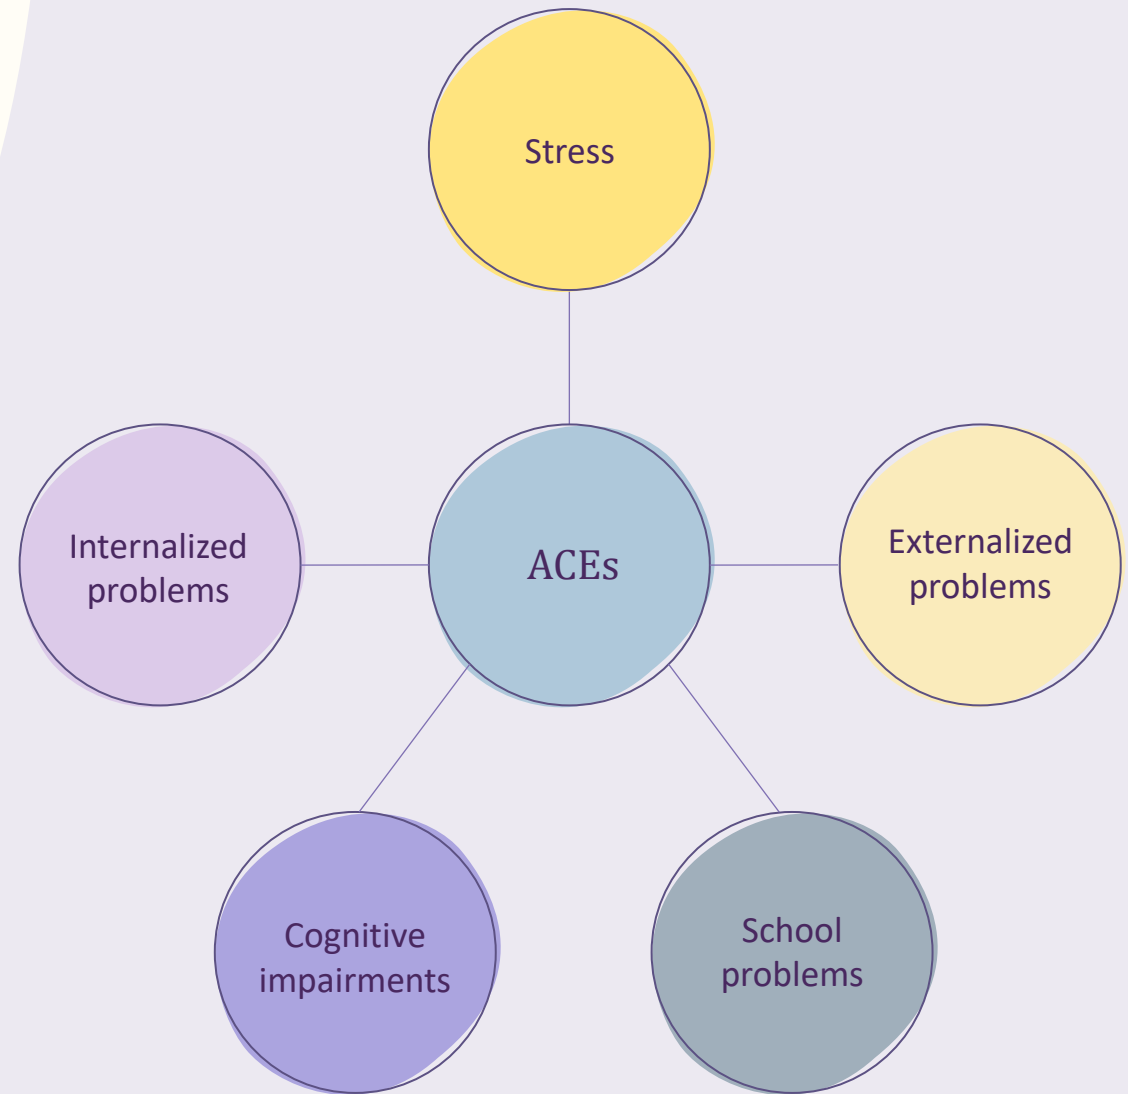 Stress
Internalized
problems
ACEs
Externalized
problems
Cognitive
impairments
School
problems